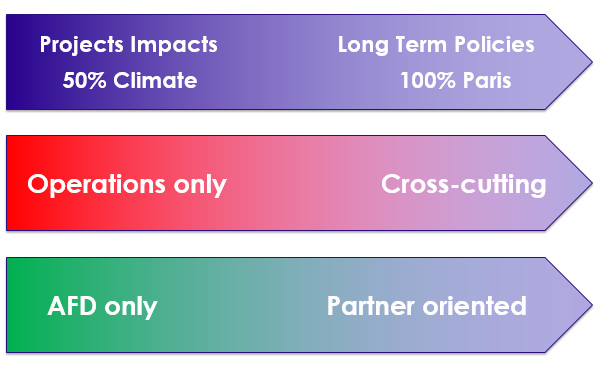 Projects Impacts
50% Climate
Long Term Policies
100% Paris
Operations only
Cross-cutting
AFD only
Partner oriented